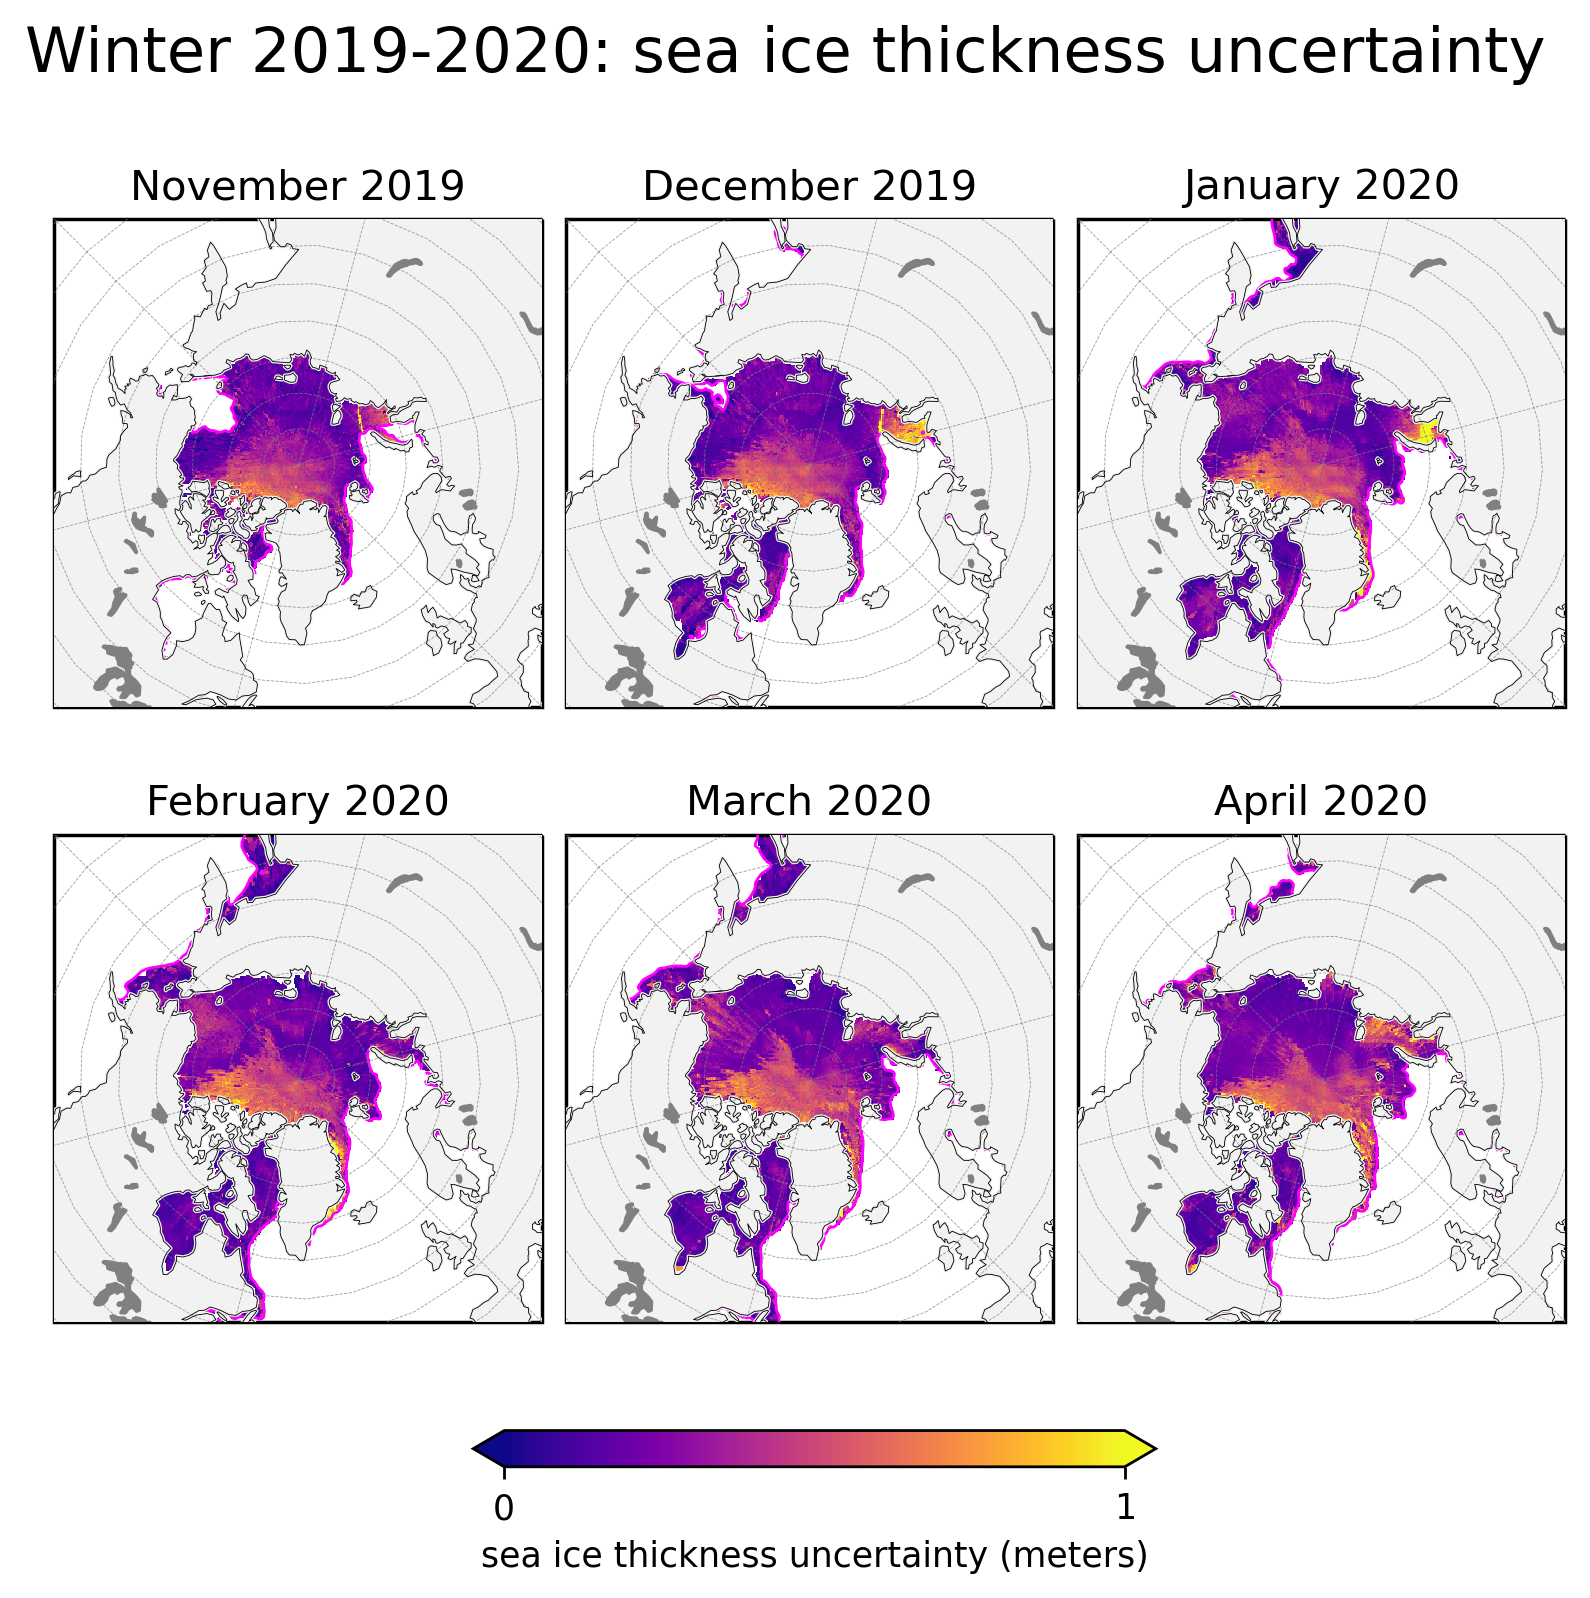 Winter 2019-2020: sea ice thickness uncertainty
November 2019
December 2019
January 2020
February 2020
March 2020
April 2020
0
1
sea ice thickness uncertainty (meters)